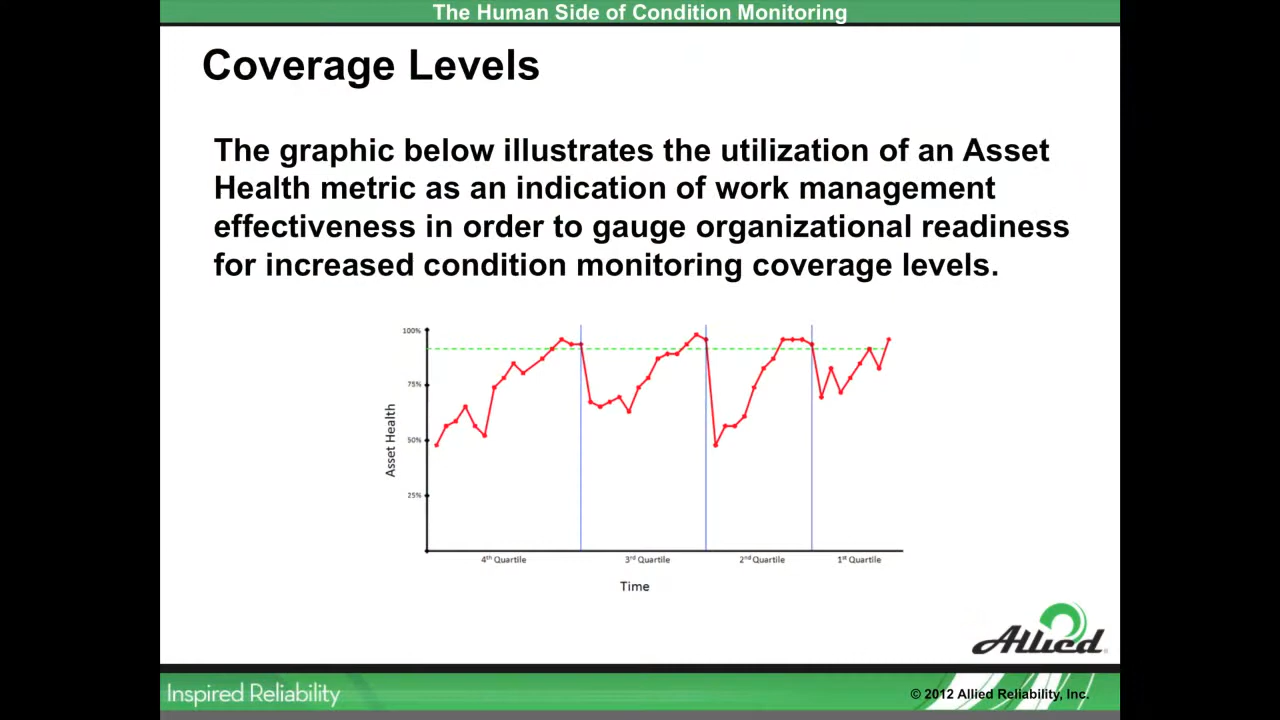 The Human Side of Condition Monitoring
Coverage Levels
The graphic below illustrates the utilization of an Asset
Health metric as an indication of work management
effectiveness in order to gauge organizational readiness
for increased condition monitoring coverage levels.
100%
75%
50%
25%
Asset Health
4th Quartile
3rd Quartile
2nd Quartile
1st Quartile
Time
Allied
Inspired Reliability
© 2012 Allied Reliability, Inc.